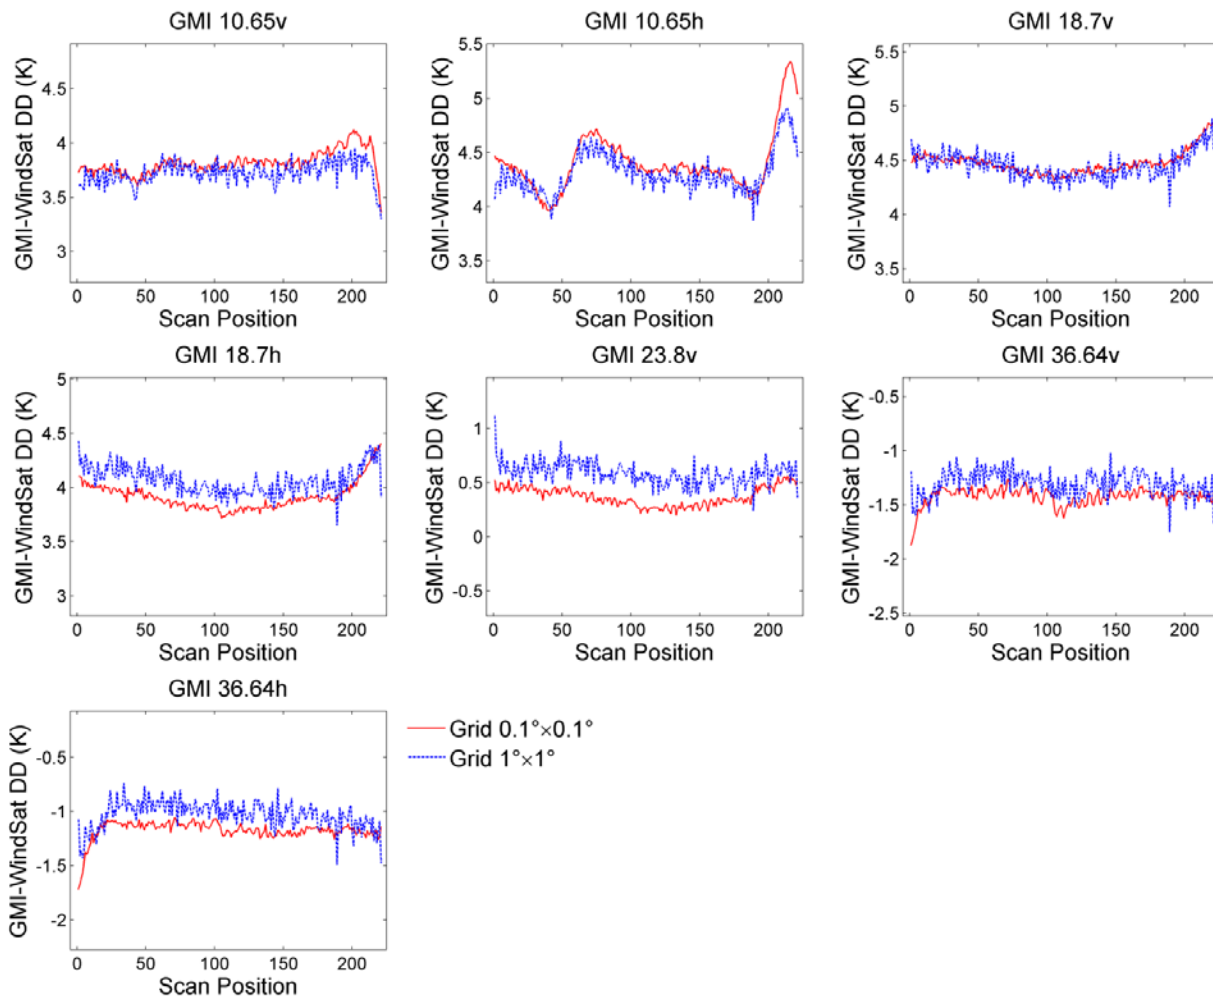 GMI 10.65v
GMI-WindSat DD (K)
4.5
4
3.5
3
0 50 100 150 200
Scan Position
GMI 10.65h
GMI-WindSat DD (K)
5.5
5
4.5
4
3.5
0 50 100 150 200
Scan Position
GMI 18.7v
GMI-WindSat DD (K)
5.5
5
4.5
4
3.5
0 50 100 150 200
Scan Position
GMI 18.7h
GMI-WindSat DD (K)
5
4.5
4
3.5
3
0 50 100 150 200
Scan Position
GMI 23.8v
GMI-WindSat DD (K)
1
0.5
0
-0.5
0 50 100 150 200
Scan Position
GMI 36.64v
GMI-WindSat DD (K)
-0.5
-1
-1.5
-2
-2.5
0 50 100 150 200
Scan Position
GMI 36.64h
GMI-WindSat DD (K)
-0.5
-1
-1.5
-2
0 50 100 150 200
Scan Position
Grid 0.1°×0.1°
Grid 1°×1°